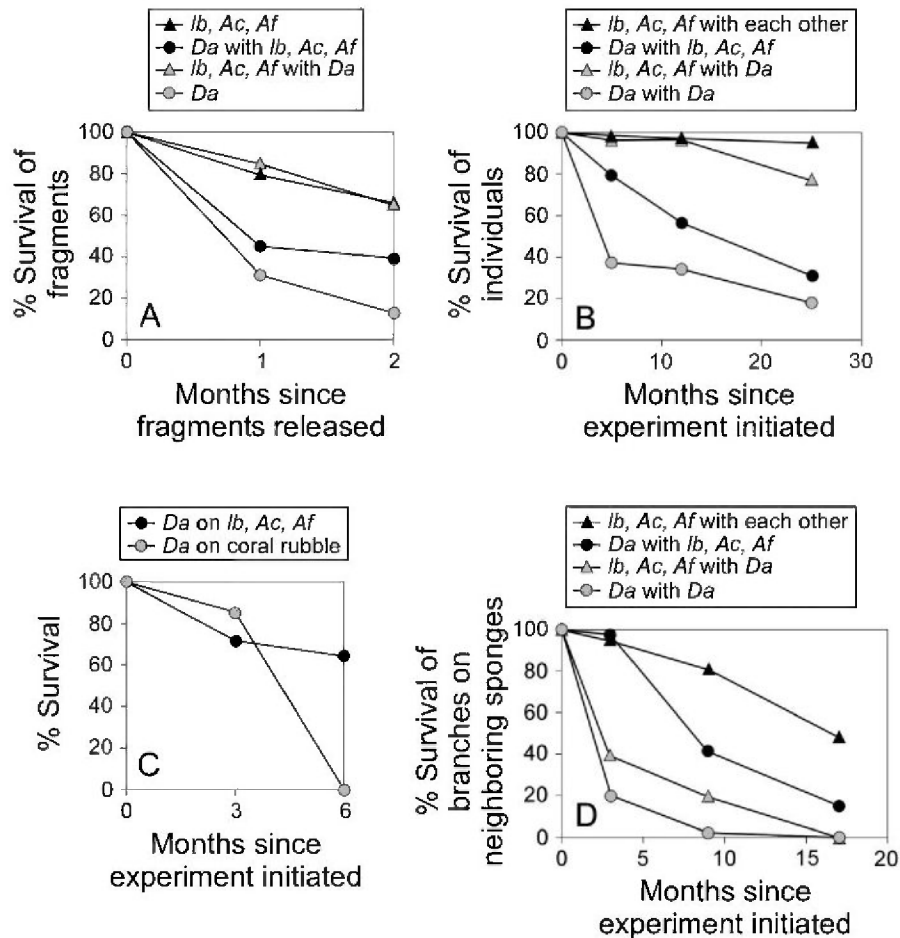 Ib, Ac, Af
Da with Ib, Ac, Af
Ib, Ac, Af with Da
Da
100
80
60
40
20
0
% Survival of
fragments
A
0 1 2
Months since
fragments released
Ib, Ac, Af with each other
Da with Ib, Ac, Af
Ib, Ac, Af with Da
Da with Da
100
80
60
40
20
0
% Survival of
individuals
B
0 10 20 30
Months since
experiment initiated
Da on Ib, Ac, Af
Da on coral rubble
100
80
60
40
20
0
% Survival
C
0 3 6
Months since
experiment initiated
Ib, Ac, Af with each other
Da with Ib, Ac, Af
Ib, Ac, Af with Da
Da with Da
100
80
60
40
20
0
% Survival of
branches on
neighboring sponges
D
0 5 10 15 20
Months since
experiment initiated